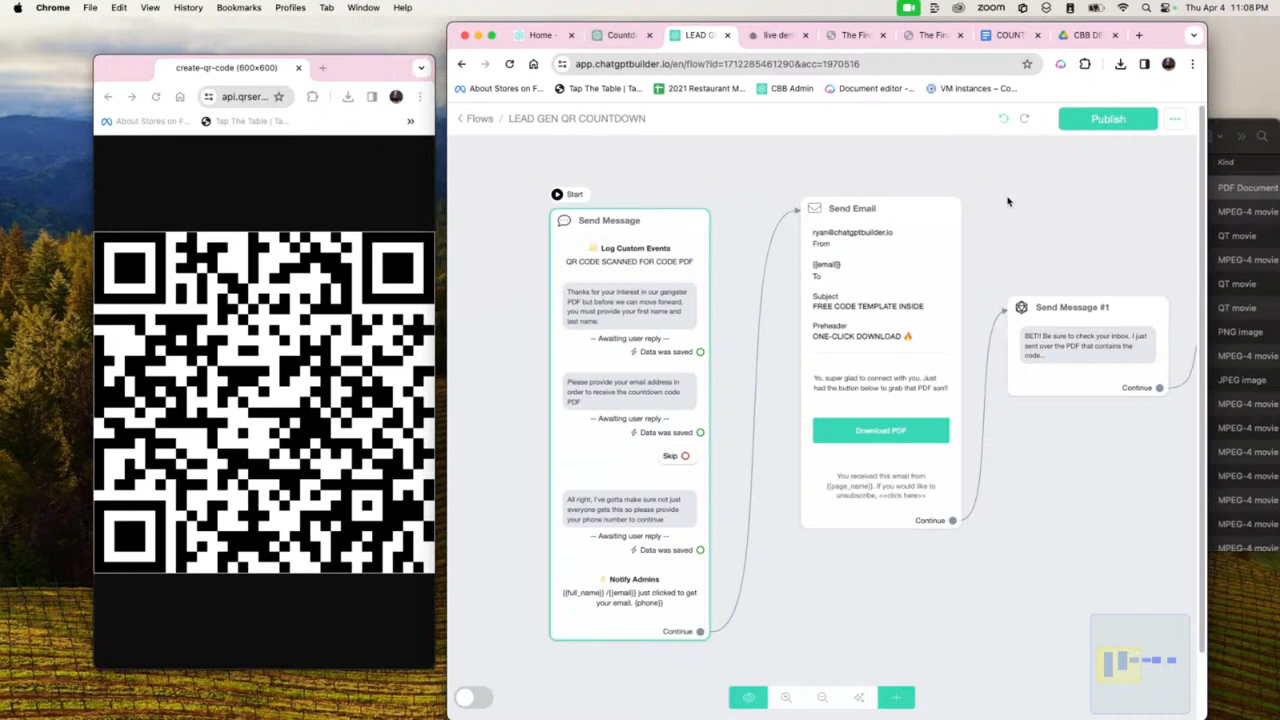 Chrome File Edit View History Bookmarks Profiles Tab Window Help
zoom Thu Apr 4 11:08 PM
create-qr-code (600×600)
api.qrser...
About Stores on F... Tap The Table | Ta...
Home - Countd LEAD G live dem The Fin The Fin COUNT CBB DE
app.chatgptbuilder.io/en/flow?id=1712285461290&acc=1970516
About Stores on F... Tap The Table | Ta... 2021 Restaurant M... CBB Admin Document editor -... VM instances – Co...
Flows / LEAD GEN QR COUNTDOWN
Publish
Start
Send Message
Log Custom Events
QR CODE SCANNED FOR CODE PDF
Thanks for your interest in our gangster
PDF but before we can move forward,
you must provide your first name and
last name.
-- Awaiting user reply --
Data was saved
Please provide your email address in
order to receive the countdown code
PDF
-- Awaiting user reply --
Data was saved
Skip
All right, I've gotta make sure not just
everyone gets this so please provide
your phone number to continue
-- Awaiting user reply --
Data was saved
Notify Admins
{{full_name}} /{{email}} just clicked to get
your email. {phone}}
Continue
Send Email
ryan@chatgptbuilder.io
From
{{email}}
To
Subject
FREE CODE TEMPLATE INSIDE
Preheader
ONE-CLICK DOWNLOAD 🔥
Yo, super glad to connect with you. Just
had the button below to grab that PDF son!!
Download PDF
You received this email from
{{page_name}}. If you would like to
unsubscribe, <<click here>>
Continue
Send Message #1
BET!! Be sure to check your inbox. I just
sent over the PDF that contains the
code...
Continue
Kind
PDF Document
MPEG-4 movie
QT movie
MPEG-4 movie
QT movie
QT movie
PNG image
MPEG-4 movie
JPEG image
MPEG-4 movie
MPEG-4 movie
MPEG-4 movie
MPEG-4 movie
MPEG-4 movie
MPEG-4 movie
MPEG-4 movie